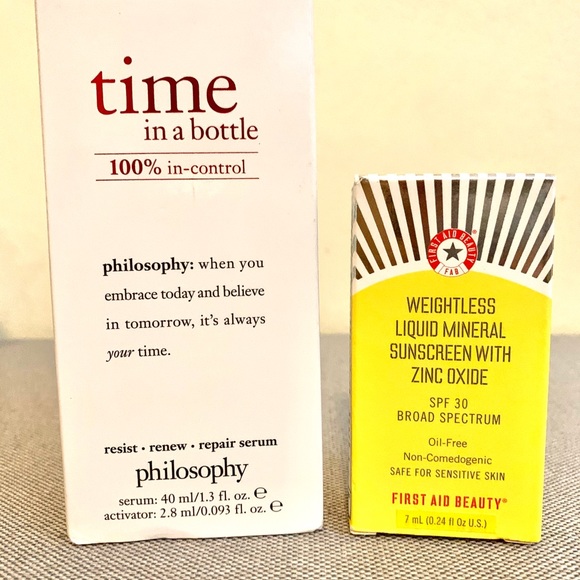 time
in a bottle
100% in-control
philosophy: when you
embrace today and believe
in tomorrow, it's always
your time.
resist • renew • repair serum
philosophy
serum: 40 ml/1.3 fl. oz. ℮
activator: 2.8 ml/0.093 fl. oz. ℮
FIRST AID BEAUTY
FAB
WEIGHTLESS
LIQUID MINERAL
SUNSCREEN WITH
ZINC OXIDE
SPF 30
BROAD SPECTRUM
Oil-Free
Non-Comedogenic
SAFE FOR SENSITIVE SKIN
FIRST AID BEAUTY®
7 mL (0.24 fl Oz U.S.)